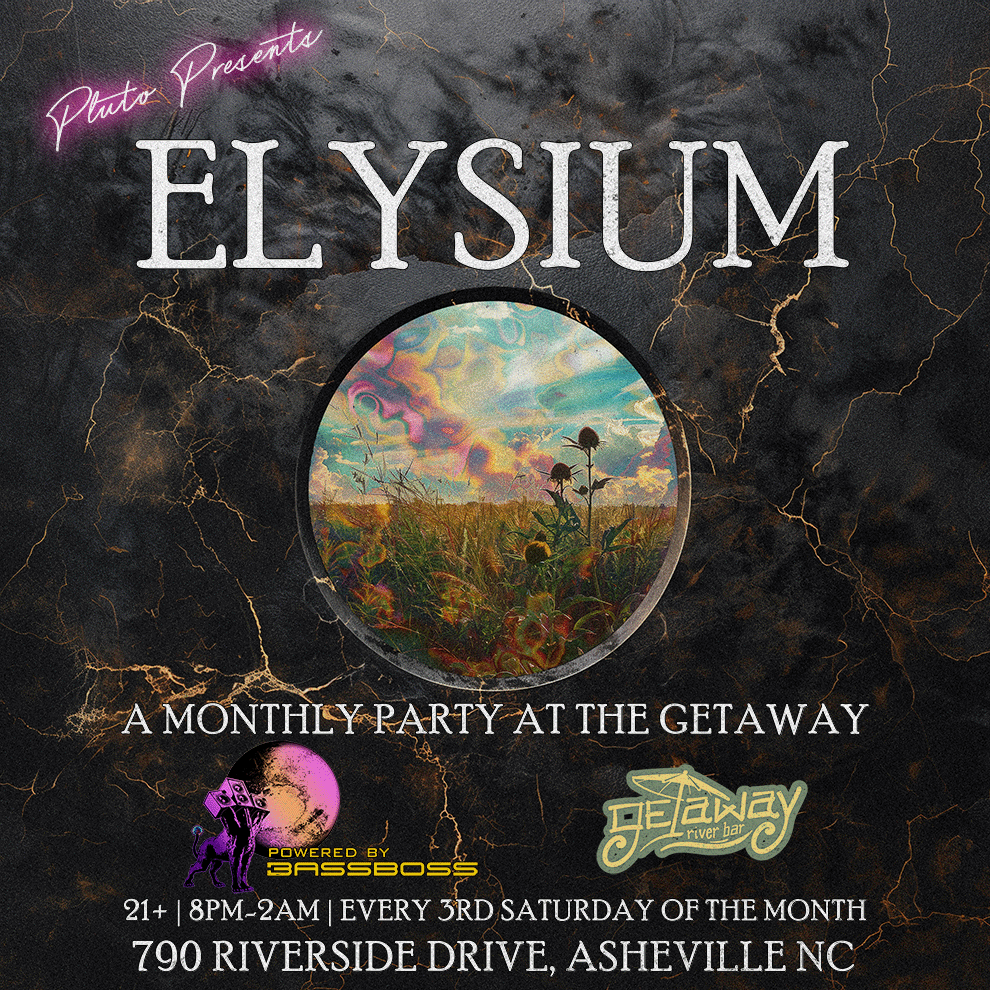 Pluto Presents
ELYSIUM
A MONTHLY PARTY AT THE GETAWAY
POWERED BY
BASSBOSS
getaway
river bar
21+ | 8PM-2AM | EVERY 3RD SATURDAY OF THE MONTH
790 RIVERSIDE DRIVE, ASHEVILLE NC